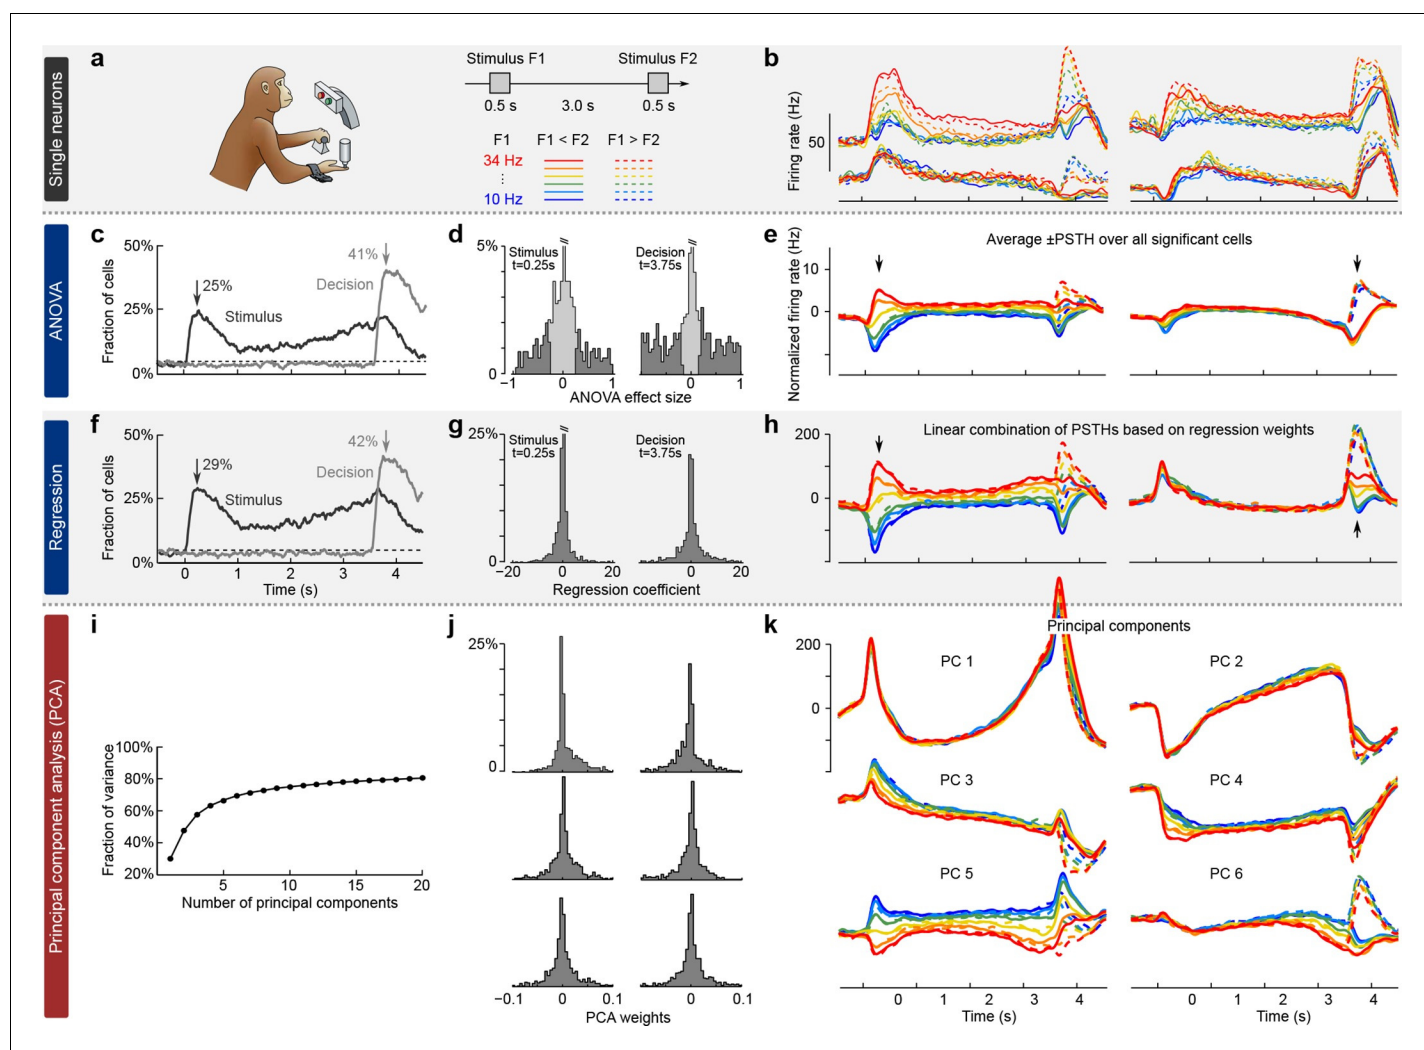 Single neurons
a
Stimulus F1
Stimulus F2
0.5 s
3.0 s
0.5 s
F1
F1 < F2
F1 > F2
34 Hz
⋮
10 Hz
b
Firing rate (Hz)
50
ANOVA
c
Fraction of cells
50%
25%
0%
25%
Stimulus
41%
Decision
d
5%
0
Stimulus
t=0.25s
Decision
t=3.75s
−1
0
1
0
1
ANOVA effect size
e
Average ±PSTH over all significant cells
Normalized firing rate (Hz)
10
0
Regression
f
Fraction of cells
50%
25%
0%
29%
Stimulus
42%
Decision
0
1
2
3
4
Time (s)
g
25%
0
Stimulus
t=0.25s
Decision
t=3.75s
−20
0
20
0
20
Regression coefficient
h
Linear combination of PSTHs based on regression weights
200
0
Principal component analysis (PCA)
i
Fraction of variance
100%
80%
60%
40%
20%
5
10
15
20
Number of principal components
j
25%
0
−0.1
0
0.1
0
0.1
PCA weights
k
Principal components
200
0
PC 1
PC 2
PC 3
PC 4
PC 5
PC 6
0
1
2
3
4
Time (s)
0
1
2
3
4
Time (s)